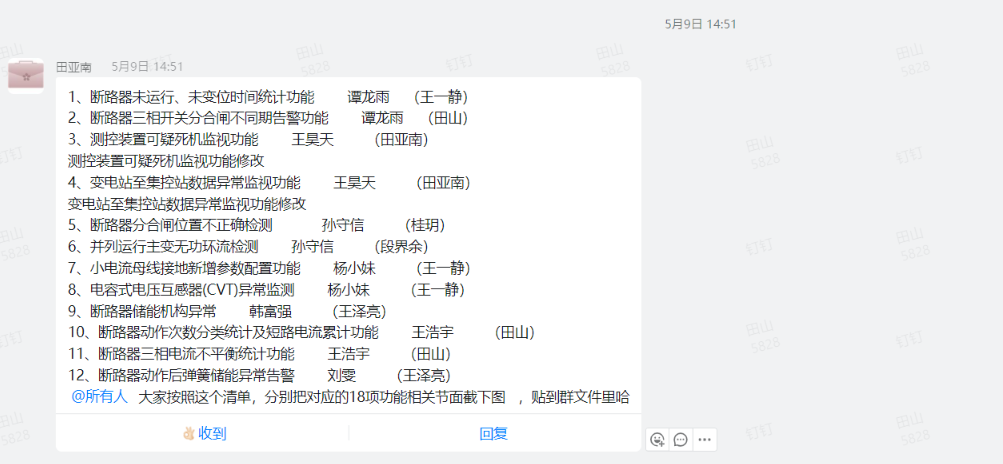 5月9日 14:51
田亚南 5月9日 14:51
1、断路器未运行、未变位时间统计功能 谭龙雨 （王一静）
2、断路器三相开关分合闸不同期告警功能 谭龙雨 （田山）
3、测控装置可疑死机监视功能 王昊天 （田亚南）
测控装置可疑死机监视功能修改
4、变电站至集控站数据异常监视功能 王昊天 （田亚南）
变电站至集控站数据异常监视功能修改
5、断路器分合闸位置不正确检测 孙守信 （桂玥）
6、并列运行主变无功环流检测 孙守信 （段界余）
7、小电流母线接地新增参数配置功能 杨小妹 （王一静）
8、电容式电压互感器(CVT)异常监测 杨小妹 （王一静）
9、断路器储能机构异常 韩富强 （王泽亮）
10、断路器动作次数分类统计及短路电流累计功能 王浩宇 （田山）
11、断路器三相电流不平衡统计功能 王浩宇 （田山）
12、断路器动作后弹簧储能异常告警 刘雯 （王泽亮）
@所有人 大家按照这个清单，分别把对应的18项功能相关节面截下图 ，贴到群文件里哈
收到 回复
田山 5828
钉钉